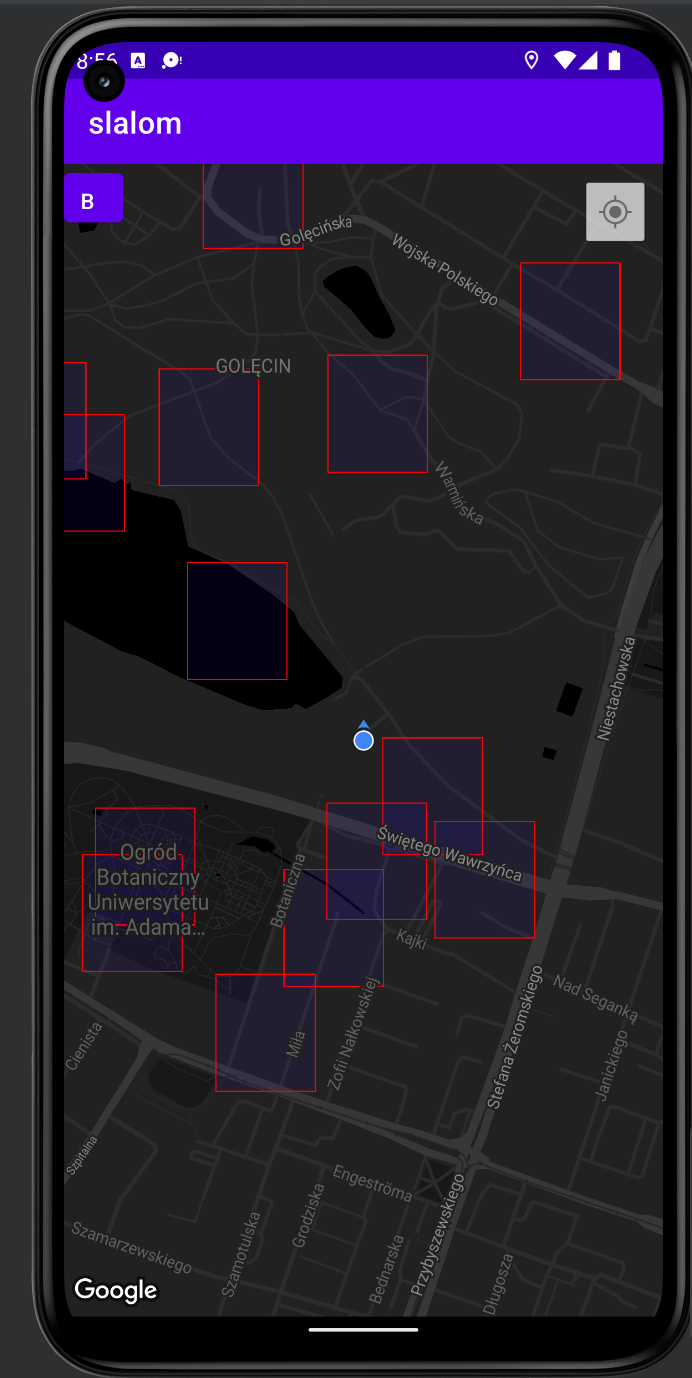 8:56
slalom
B
Golęcińska
Wojska Polskiego
GOLĘCIN
Warmińska
Niestachowska
Świętego Wawrzyńca
Ogród
Botaniczny
Uniwersytetu
im. Adama...
Botaniczna
Kajki
Nad Seganką
Stefana Żeromskiego
Zofii Nałkowskiej
Miła
Janickiego
Cienista
Szpitalna
Engeströma
Przybyszewskiego
Grodziska
Szamotulska
Szamarzewskiego
Bednarska
Długosza
Google